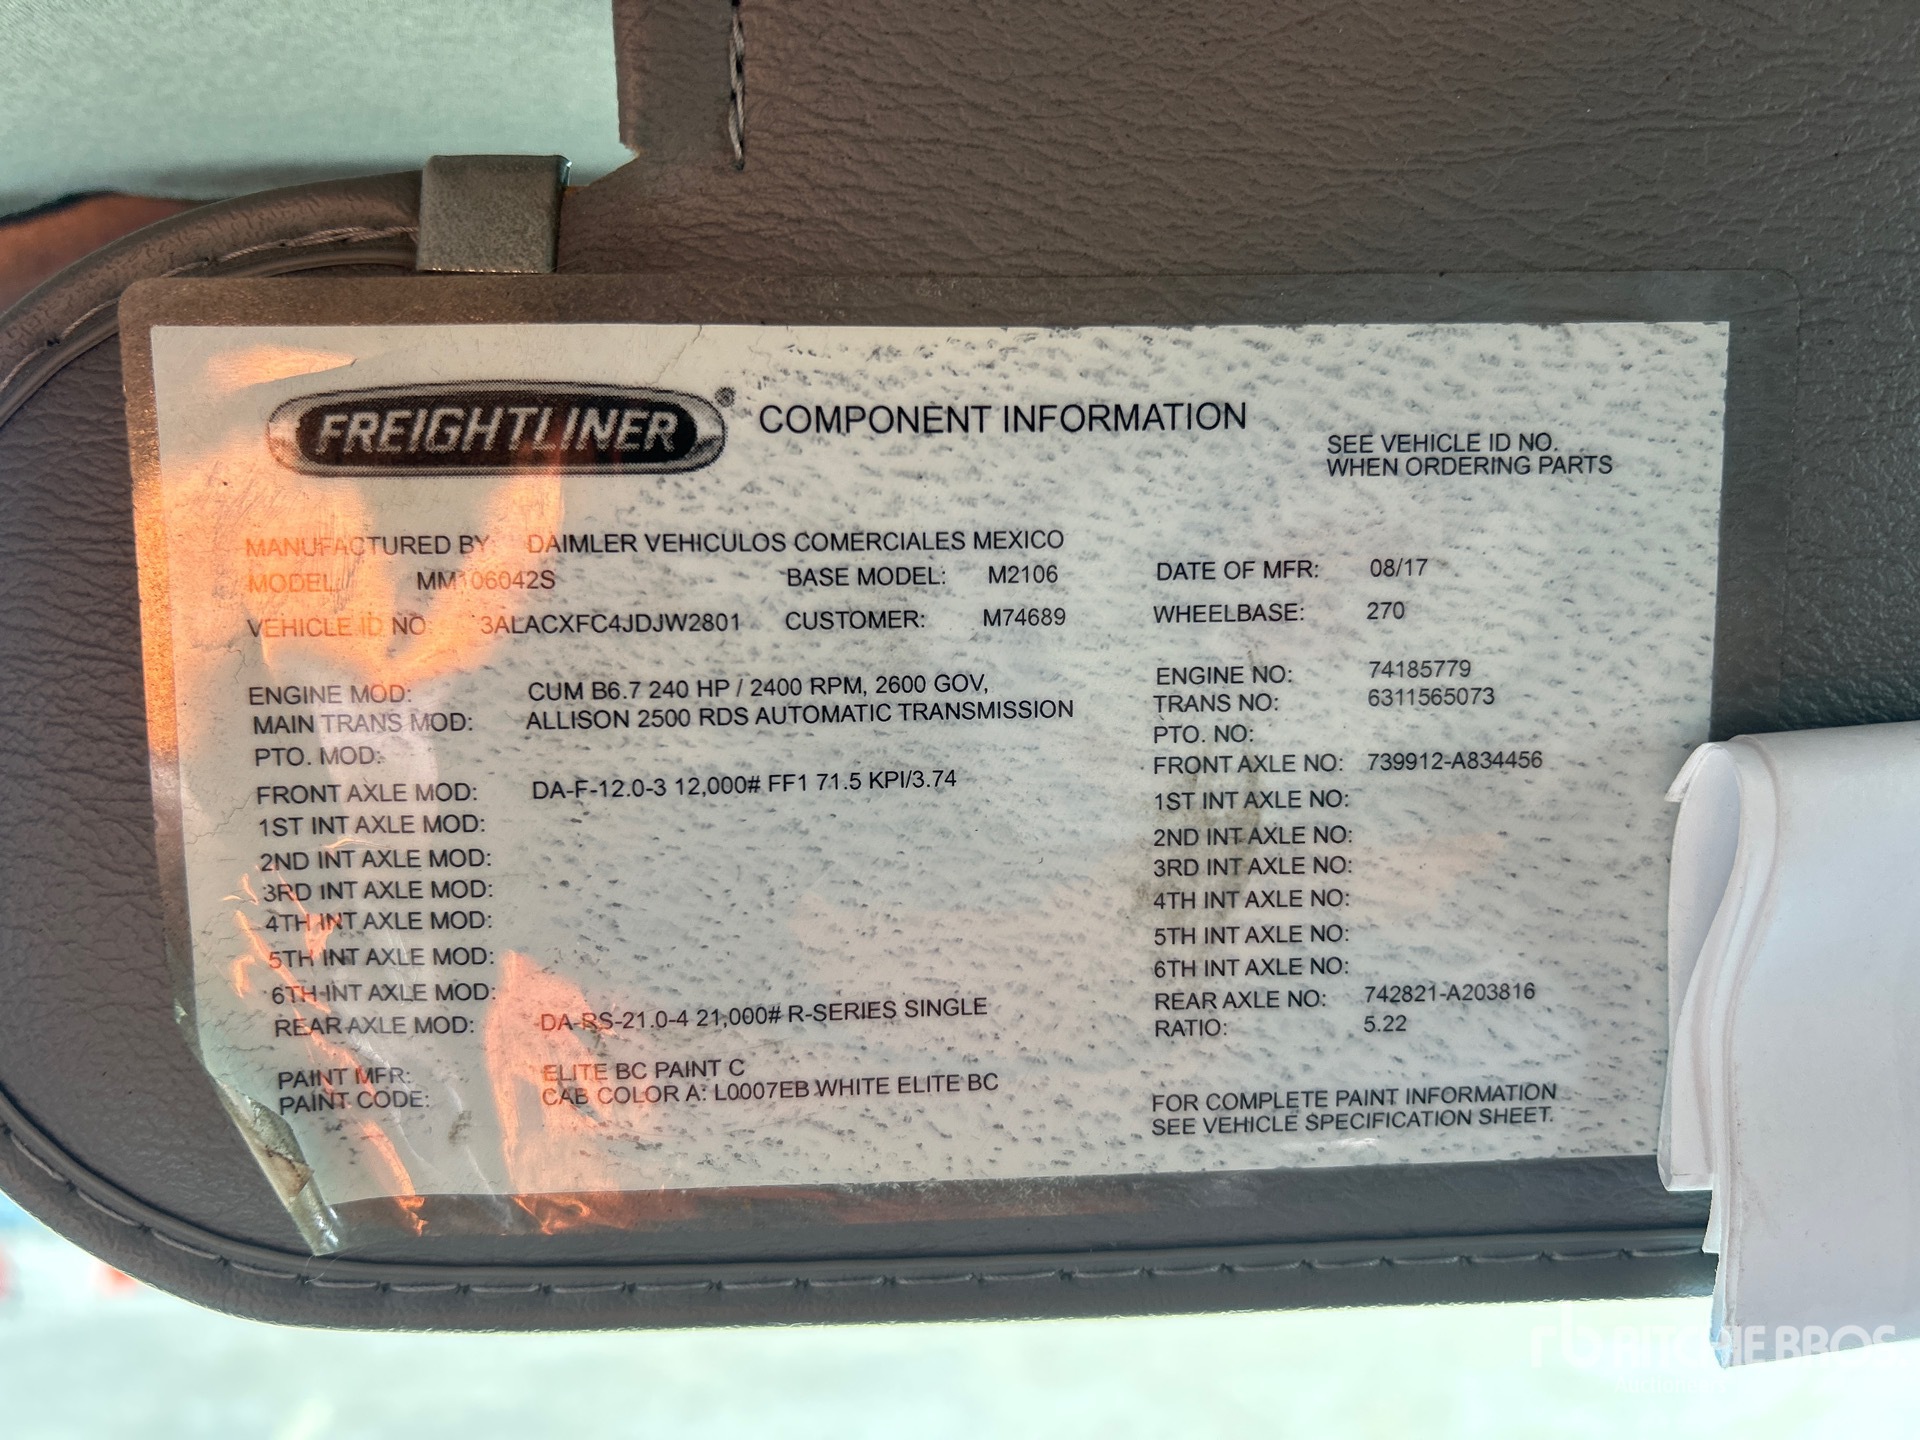 FREIGHTLINER® COMPONENT INFORMATION
SEE VEHICLE ID NO.
WHEN ORDERING PARTS
MANUFACTURED BY: DAIMLER VEHICULOS COMERCIALES MEXICO
MODEL: MM106042S BASE MODEL: M2106 DATE OF MFR: 08/17
VEHICLE ID NO: 3ALACXFC4JDJW2801 CUSTOMER: M74689 WHEELBASE: 270
ENGINE MOD: CUM B6.7 240 HP / 2400 RPM, 2600 GOV, ENGINE NO: 74185779
MAIN TRANS MOD: ALLISON 2500 RDS AUTOMATIC TRANSMISSION TRANS NO: 6311565073
PTO. MOD: PTO. NO:
FRONT AXLE MOD: DA-F-12.0-3 12,000# FF1 71.5 KPI/3.74 FRONT AXLE NO: 739912-A834456
1ST INT AXLE MOD: 1ST INT AXLE NO:
2ND INT AXLE MOD: 2ND INT AXLE NO:
3RD INT AXLE MOD: 3RD INT AXLE NO:
4TH INT AXLE MOD: 4TH INT AXLE NO:
5TH INT AXLE MOD: 5TH INT AXLE NO:
6TH INT AXLE MOD: 6TH INT AXLE NO:
REAR AXLE MOD: DA-RS-21.0-4 21,000# R-SERIES SINGLE REAR AXLE NO: 742821-A203816
RATIO: 5.22
PAINT MFR: ELITE BC PAINT C
PAINT CODE: CAB COLOR A: L0007EB WHITE ELITE BC
FOR COMPLETE PAINT INFORMATION
SEE VEHICLE SPECIFICATION SHEET.
rb RITCHIE BROS.